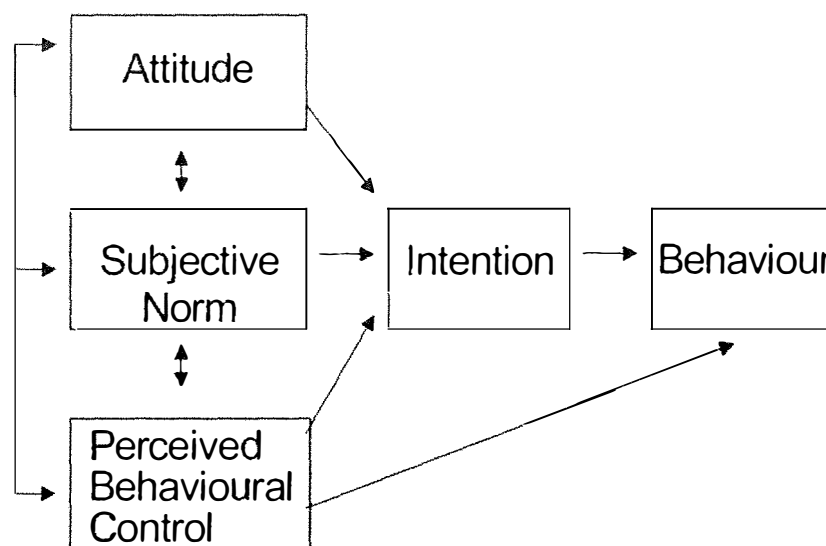 Attitude
Subjective
Norm
Intention
Behaviour
Perceived
Behavioural
Control